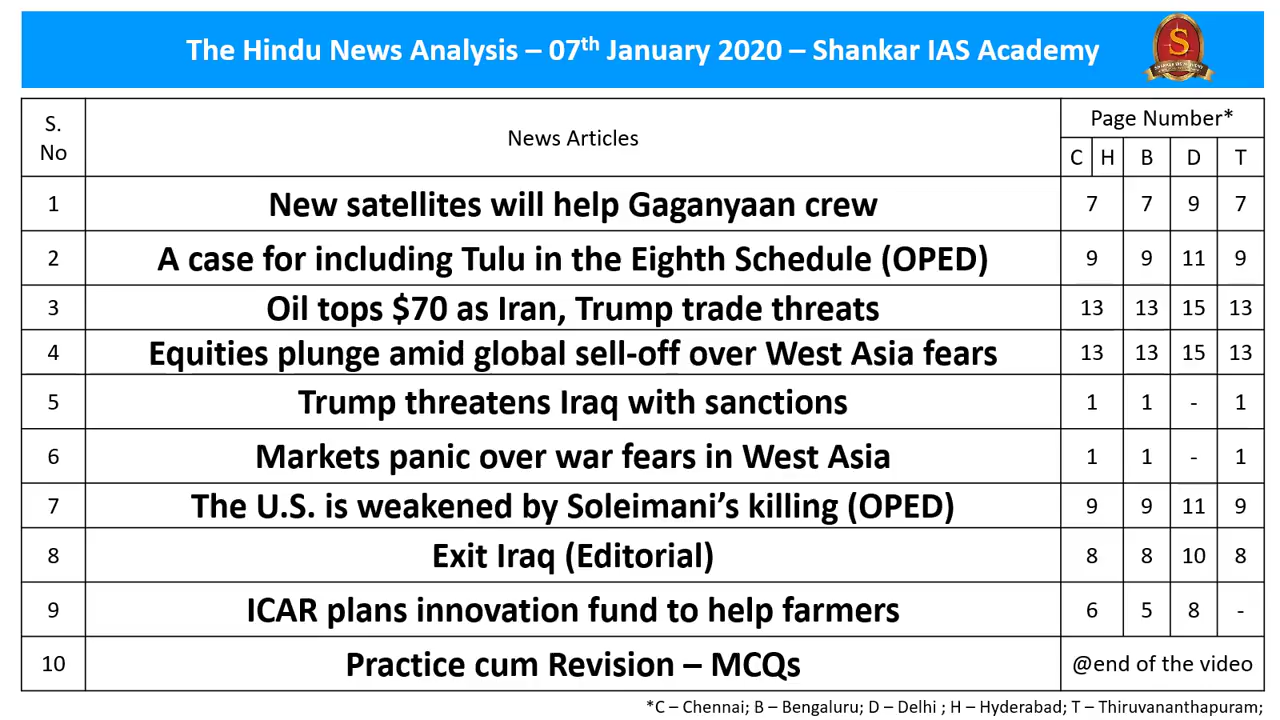 The Hindu News Analysis – 07th January 2020 – Shankar IAS Academy
S
S. No News Articles Page Number*
C H B D T
1 New satellites will help Gaganyaan crew 7 7 9 7
2 A case for including Tulu in the Eighth Schedule (OPED) 9 9 11 9
3 Oil tops $70 as Iran, Trump trade threats 13 13 15 13
4 Equities plunge amid global sell-off over West Asia fears 13 13 15 13
5 Trump threatens Iraq with sanctions 1 1 - 1
6 Markets panic over war fears in West Asia 1 1 - 1
7 The U.S. is weakened by Soleimani’s killing (OPED) 9 9 11 9
8 Exit Iraq (Editorial) 8 8 10 8
9 ICAR plans innovation fund to help farmers 6 5 8 -
10 Practice cum Revision – MCQs @end of the video
*C – Chennai; B – Bengaluru; D – Delhi ; H – Hyderabad; T – Thiruvananthapuram;